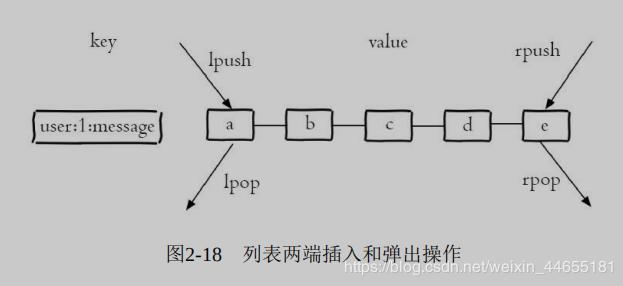 key
value
lpush
rpush
user:1:message
a
b
c
d
e
lpop
rpop
图2-18 列表两端插入和弹出操作
https://blog.csdn.net/weixin_44655181